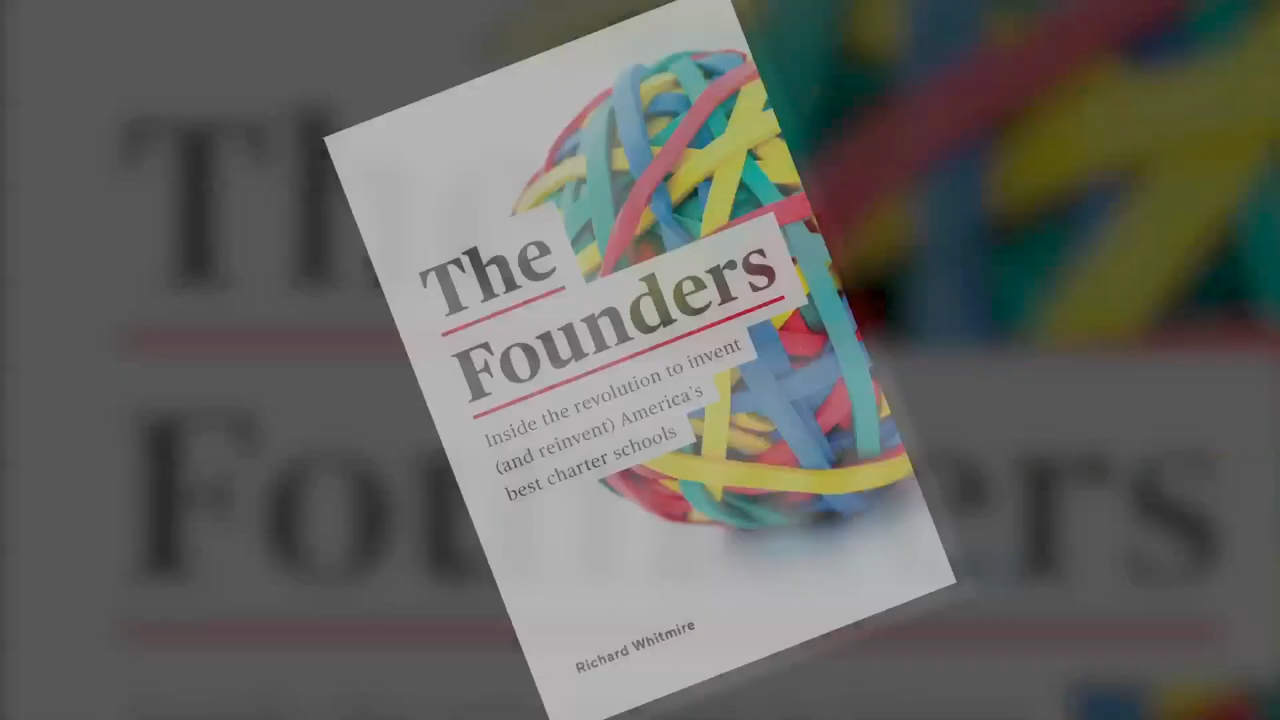 The
Founders
Inside the revolution to invent
(and reinvent) America's
best charter schools
Richard Whitmire